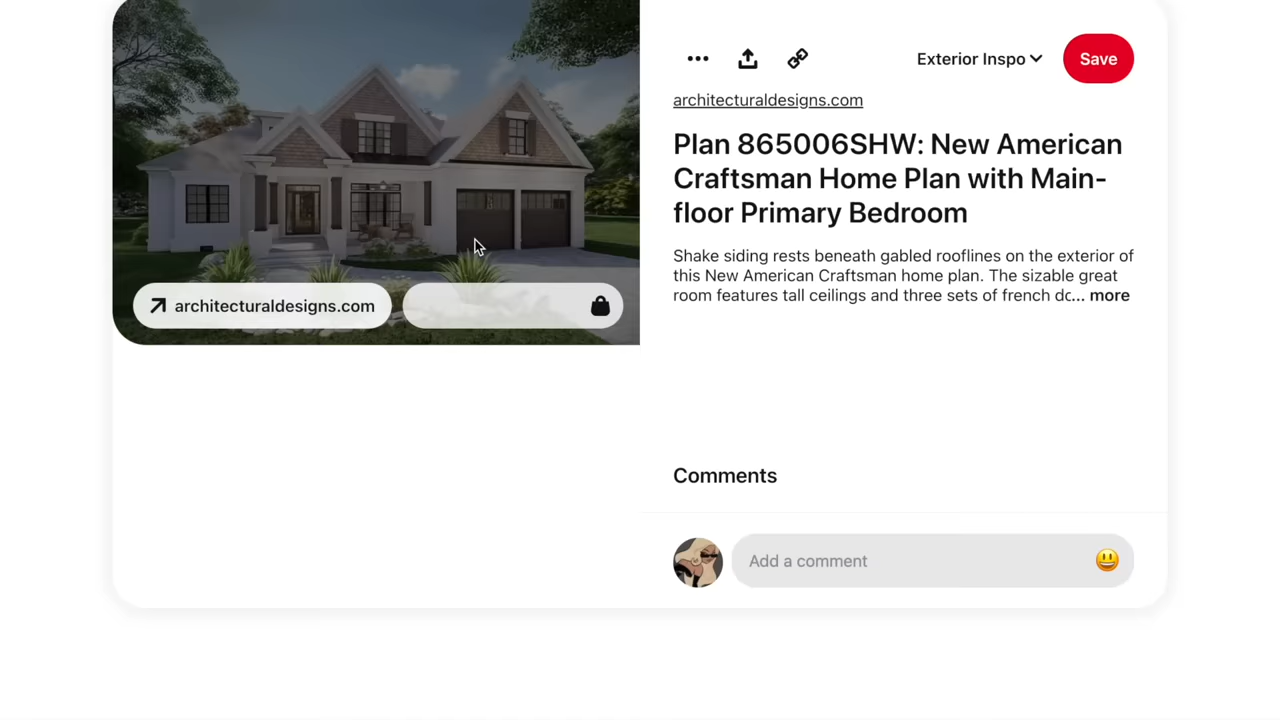 Exterior Inspo
Save
architecturaldesigns.com
Plan 865006SHW: New American
Craftsman Home Plan with Main-
floor Primary Bedroom
Shake siding rests beneath gabled rooflines on the exterior of
this New American Craftsman home plan. The sizable great
room features tall ceilings and three sets of french dc... more
architecturaldesigns.com
Comments
Add a comment